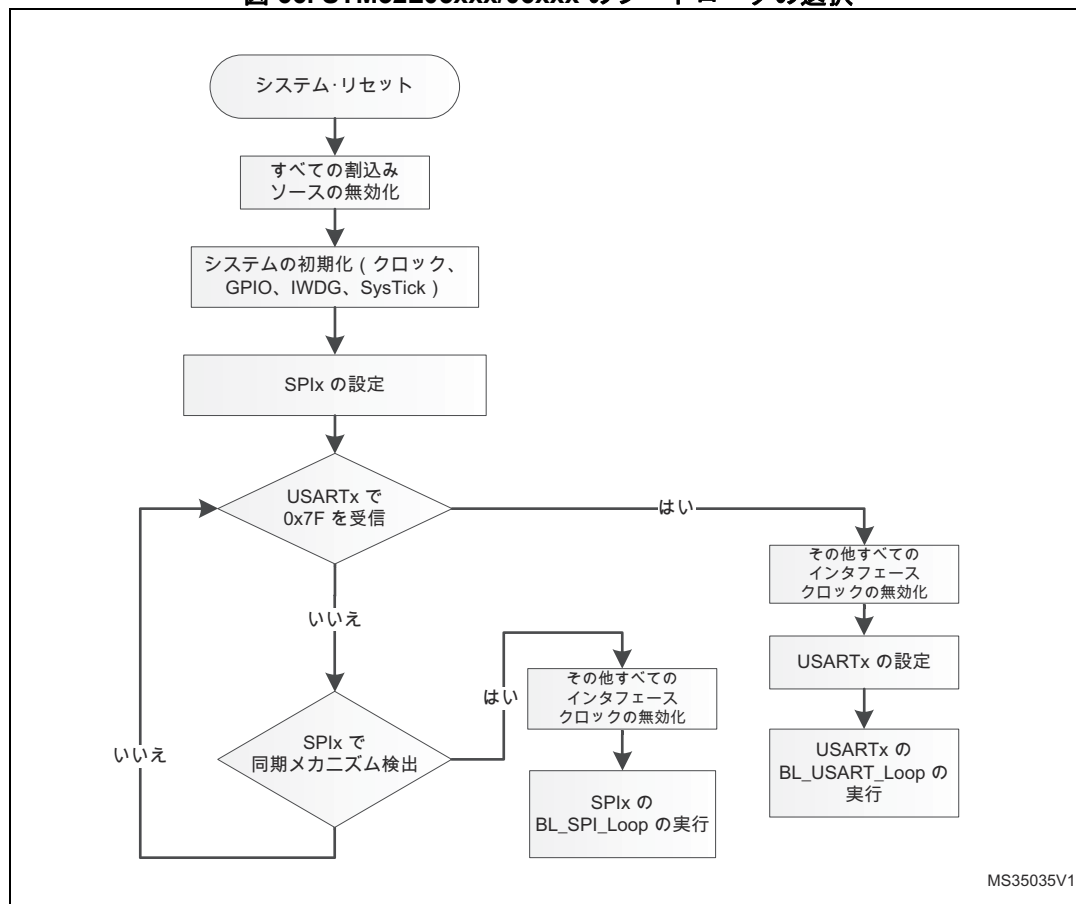 システム･リセット
すべての割込み
ソースの無効化
システムの初期化 ( クロック、
GPIO、IWDG、SysTick )
SPIx の設定
USARTx で
0x7F を受信
はい
その他すべての
インタフェース
クロックの無効化
USARTx の設定
USARTx の
BL_USART_Loop の
実行
いいえ
SPIx で
同期メカニズム検出
はい
その他すべての
インタフェース
クロックの無効化
SPIx の
BL_SPI_Loop の実行
いいえ
MS35035V1